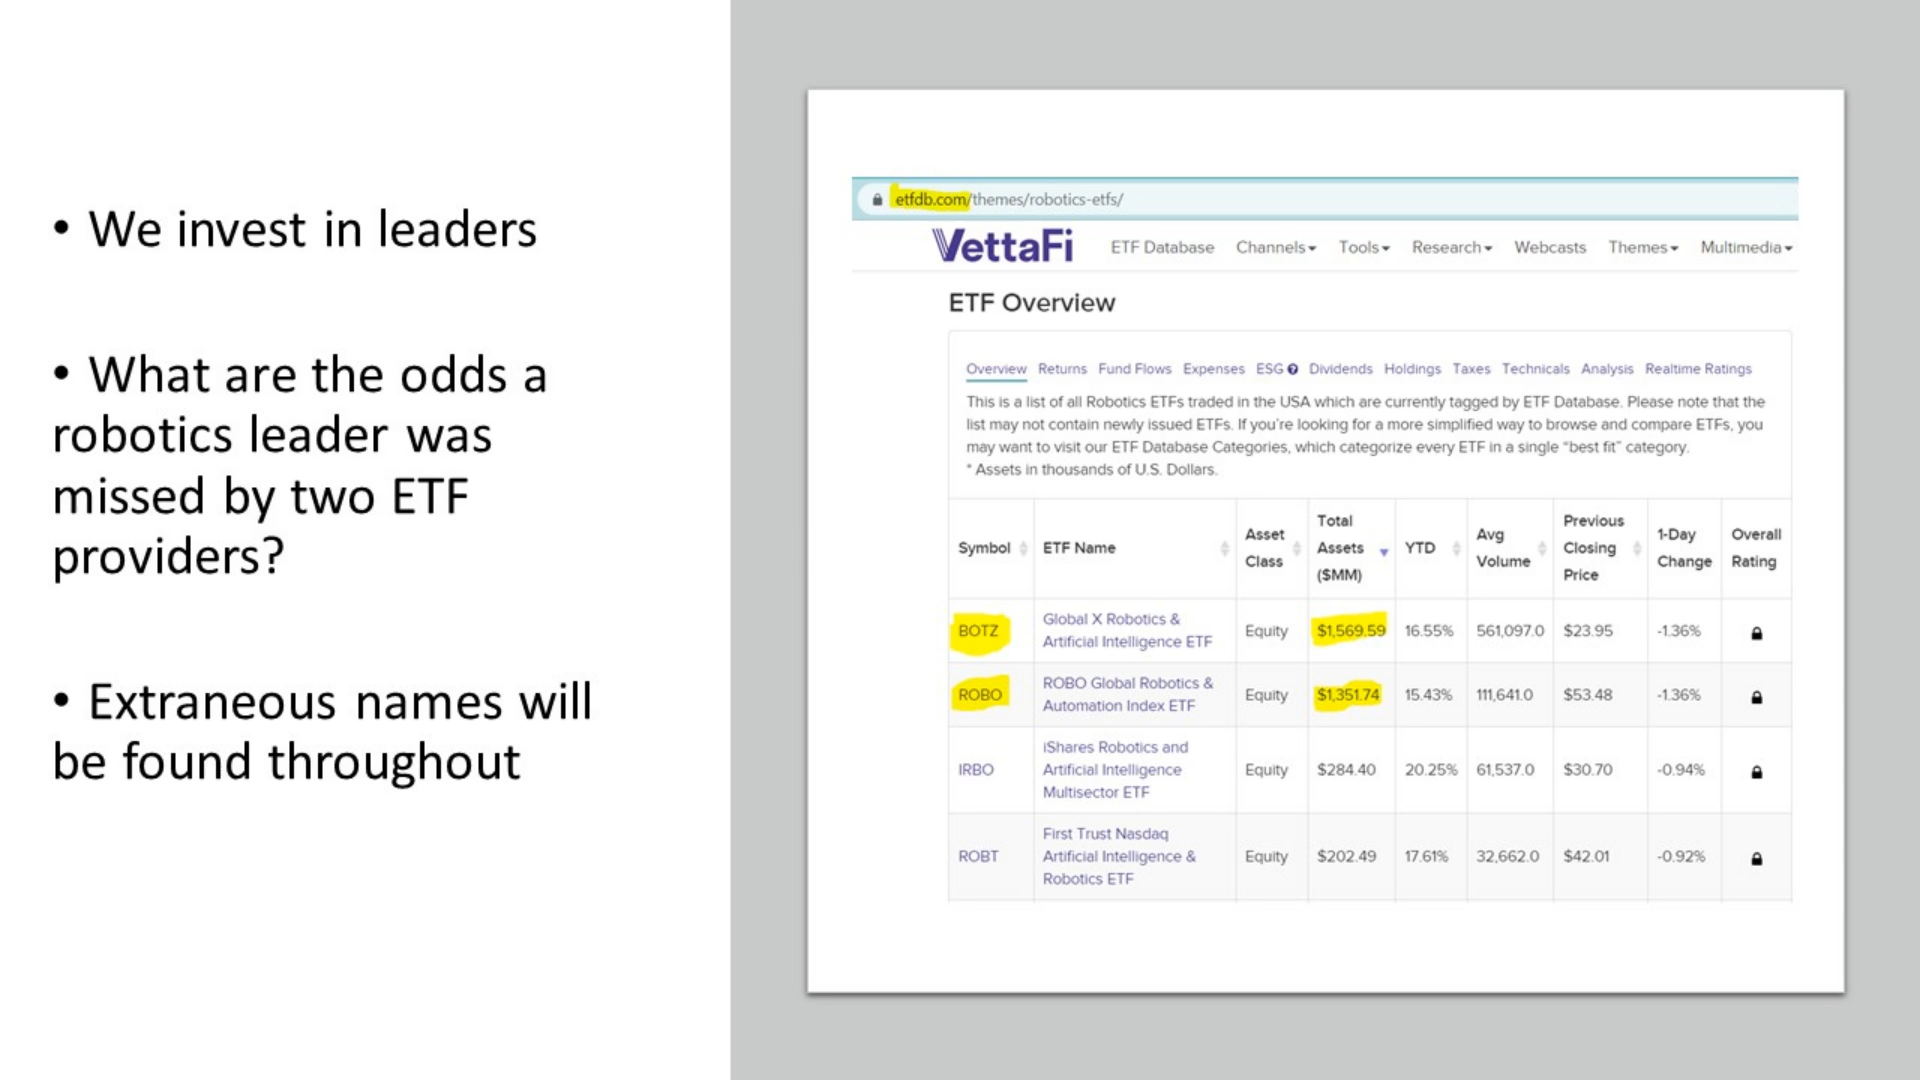 • We invest in leaders
• What are the odds a
robotics leader was
missed by two ETF
providers?
• Extraneous names will
be found throughout
etfdb.com/themes/robotics-etfs/
VettaFi ETF Database Channels Tools Research Webcasts Themes Multimedia
ETF Overview
Overview Returns Fund Flows Expenses ESG Dividends Holdings Taxes Technicals Analysis Realtime Ratings
This is a list of all Robotics ETFs traded in the USA which are currently tagged by ETF Database. Please note that the
list may not contain newly issued ETFs. If you're looking for a more simplified way to browse and compare ETFs, you
may want to visit our ETF Database Categories, which categorize every ETF in a single "best fit" category.
* Assets in thousands of U.S. Dollars.
Symbol ETF Name Asset Class Total Assets ($MM) YTD Avg Volume Previous Closing Price 1-Day Change Overall Rating
BOTZ Global X Robotics & Artificial Intelligence ETF Equity $1,569.59 16.55% 561,097.0 $23.95 -1.36%
ROBO ROBO Global Robotics & Automation Index ETF Equity $1,351.74 15.43% 111,641.0 $53.48 -1.36%
IRBO iShares Robotics and Artificial Intelligence Multisector ETF Equity $284.40 20.25% 61,537.0 $30.70 -0.94%
ROBT First Trust Nasdaq Artificial Intelligence & Robotics ETF Equity $202.49 17.61% 32,662.0 $42.01 -0.92%